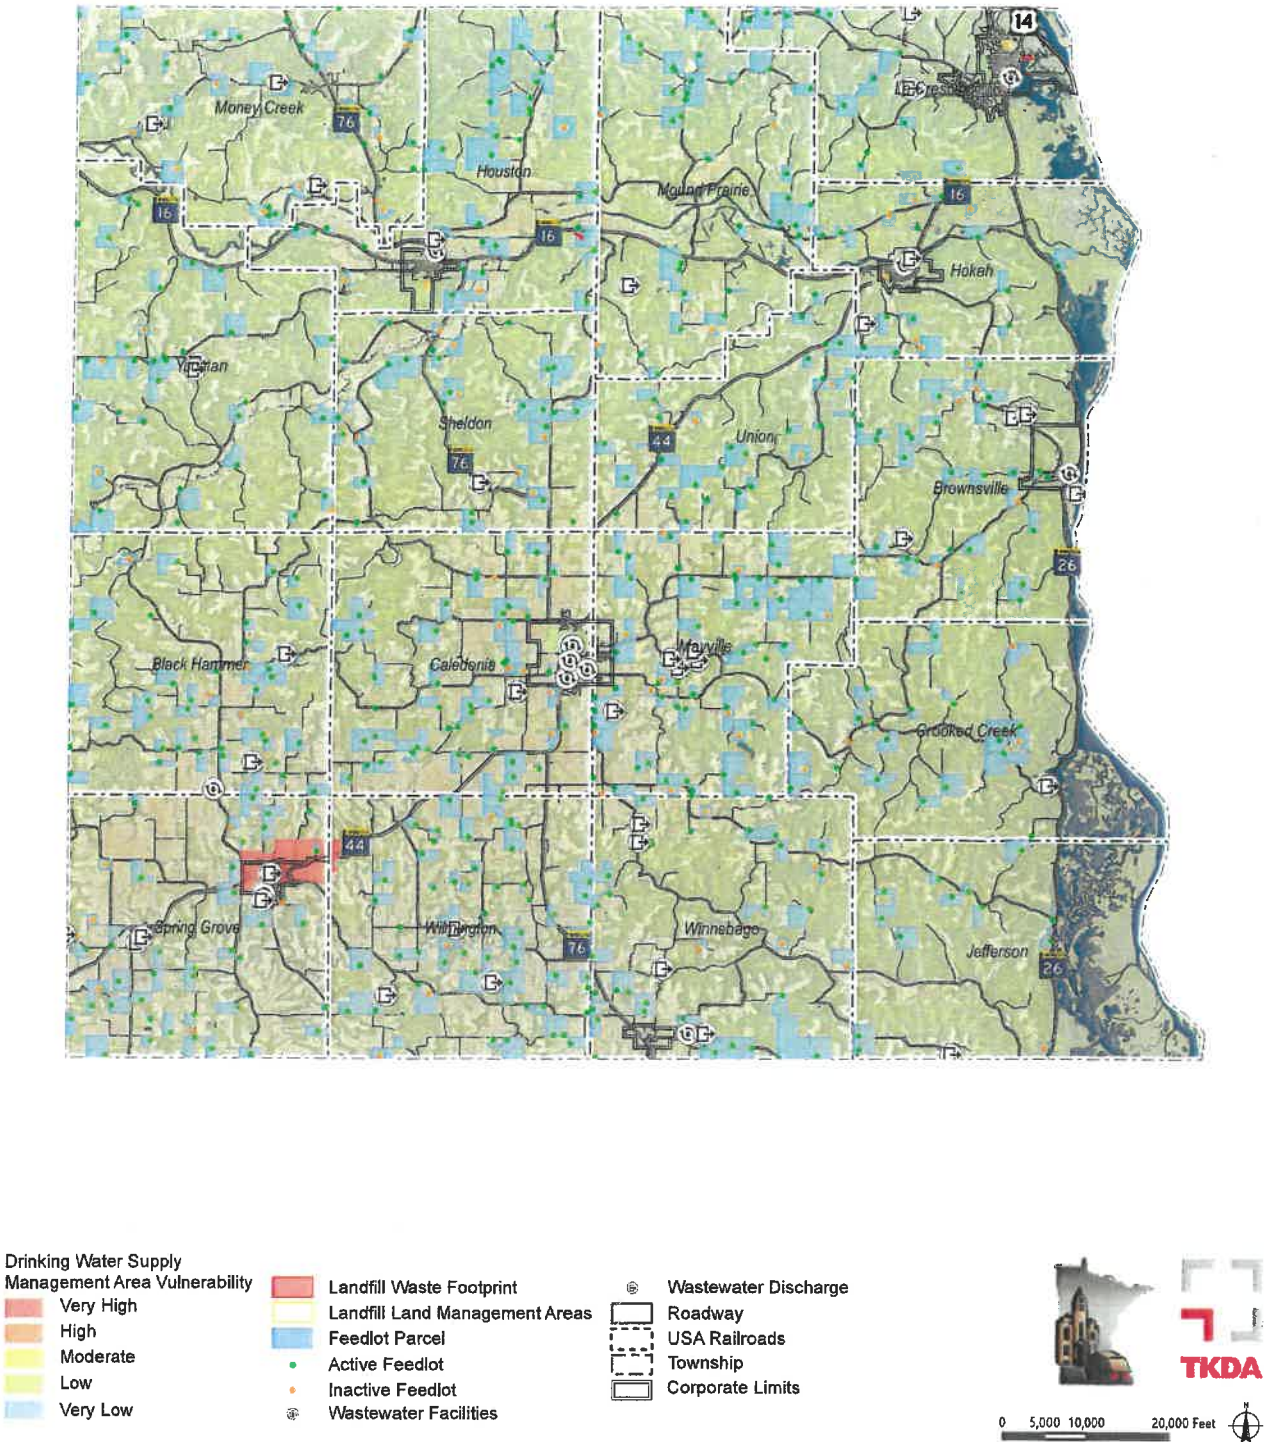 14
Money Creek
76
La Crescent
Houston
Mound Prairie
16
16
16
Hokah
Yucatan
Sheldon
44
Union
76
Brownsville
26
Black Hammer
Caledonia
Mayville
Crooked Creek
44
Spring Grove
Wilmington
76
Winnebago
Jefferson
26
Drinking Water Supply
Management Area Vulnerability
Very High
High
Moderate
Low
Very Low
Landfill Waste Footprint
Landfill Land Management Areas
Feedlot Parcel
Active Feedlot
Inactive Feedlot
Wastewater Facilities
Wastewater Discharge
Roadway
USA Railroads
Township
Corporate Limits
TKDA
0 5,000 10,000 20,000 Feet
N